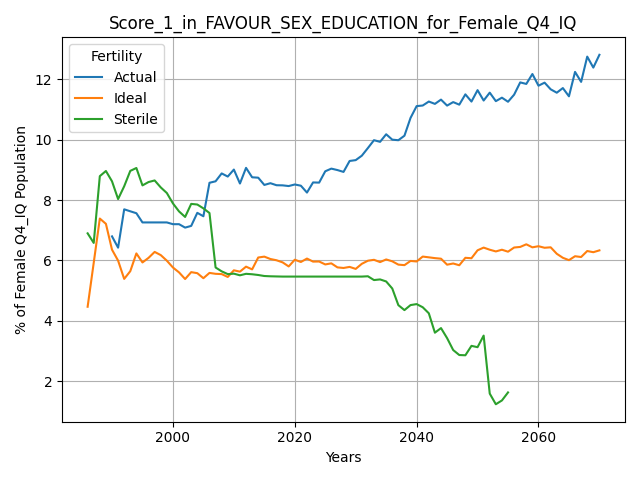 Score_1_in_FAVOUR_SEX_EDUCATION_for_Female_Q4_IQ
Fertility
Actual
Ideal
Sterile
% of Female Q4_IQ Population
12
10
8
6
4
2
2000
2020
2040
2060
Years